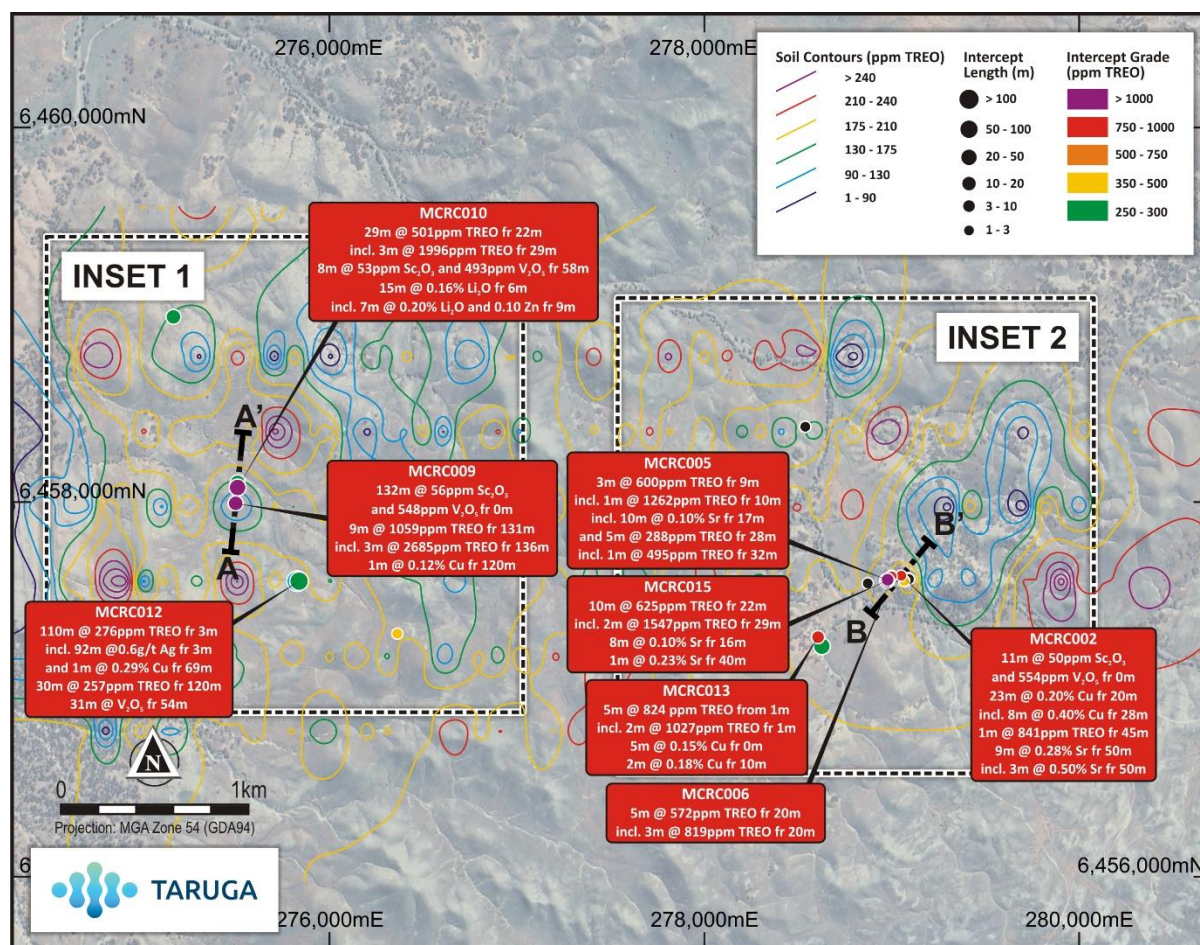 276,000mE
278,000mE
6,460,000mN
6,458,000mN
Soil Contours (ppm TREO)
> 240
210 - 240
175 - 210
130 - 175
90 - 130
1 - 90
Intercept
Length (m)
> 100
50 - 100
20 - 50
10 - 20
3 - 10
1 - 3
Intercept Grade
(ppm TREO)
> 1000
750 - 1000
500 - 750
350 - 500
250 - 300
INSET 1
INSET 2
MCRC010
29m @ 501ppm TREO fr 22m
incl. 3m @ 1996ppm TREO fr 29m
8m @ 53ppm Sc₂O₃ and 493ppm V₂O₅ fr 58m
15m @ 0.16% Li₂O fr 6m
incl. 7m @ 0.20% Li₂O and 0.10 Zn fr 9m
A'
A
MCRC009
132m @ 56ppm Sc₂O₃
and 548ppm V₂O₅ fr 0m
9m @ 1059ppm TREO fr 131m
incl. 3m @ 2685ppm TREO fr 136m
1m @ 0.12% Cu fr 120m
MCRC012
110m @ 276ppm TREO fr 3m
incl. 92m @0.6g/t Ag fr 3m
and 1m @ 0.29% Cu fr 69m
30m @ 257ppm TREO fr 120m
31m @ V₂O₅ fr 54m
MCRC005
3m @ 600ppm TREO fr 9m
incl. 1m @ 1262ppm TREO fr 10m
incl. 10m @ 0.10% Sr fr 17m
and 5m @ 288ppm TREO fr 28m
incl. 1m @ 495ppm TREO fr 32m
B'
B
MCRC015
10m @ 625ppm TREO fr 22m
incl. 2m @ 1547ppm TREO fr 29m
8m @ 0.10% Sr fr 16m
1m @ 0.23% Sr fr 40m
MCRC013
5m @ 824 ppm TREO from 1m
incl. 2m @ 1027ppm TREO fr 1m
5m @ 0.15% Cu fr 0m
2m @ 0.18% Cu fr 10m
MCRC006
5m @ 572ppm TREO fr 20m
incl. 3m @ 819ppm TREO fr 20m
MCRC002
11m @ 50ppm Sc₂O₃
and 554ppm V₂O₅ fr 0m
23m @ 0.20% Cu fr 20m
incl. 8m @ 0.40% Cu fr 28m
1m @ 841ppm TREO fr 45m
9m @ 0.28% Sr fr 50m
incl. 3m @ 0.50% Sr fr 50m
N
0 1km
Projection: MGA Zone 54 (GDA94)
TARUGA
6,456,000mN
276,000mE
278,000mE
280,000mE